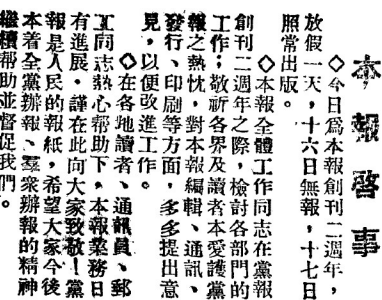 本報啓事
◇今日爲本報創刊二週年，
放假一天，十六日無報，十七日
照常出版。
◇本報全體工作同志在黨報
創刊二週年之際，檢討各部門的
工作；敬祈各界及讀者本愛護黨
報之熱忱，對本報編輯、通訊、
發行、印刷等方面，多多提出意
見，以便改進工作。
◇在各地讀者、通訊員、郵
工同志熱心帮助下，本報業務日
有進展，謹在此向大家致敬！黨
報是人民的報紙，希望大家今後
本着全黨辦報、羣衆辦報的精神
繼續帮助並督促我們。